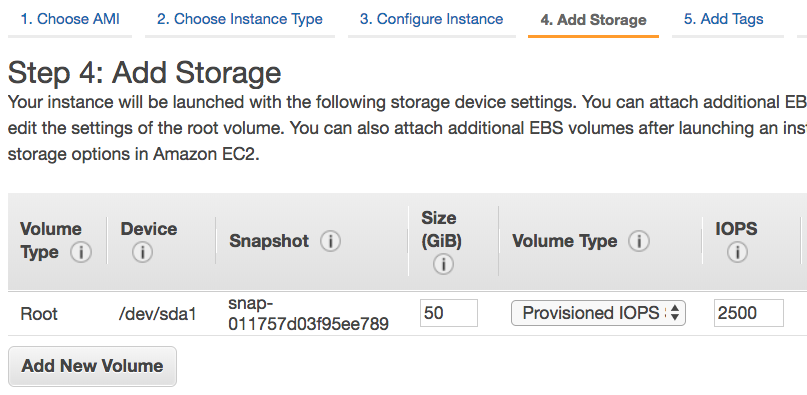 1. Choose AMI 2. Choose Instance Type 3. Configure Instance 4. Add Storage 5. Add Tags
Step 4: Add Storage
Your instance will be launched with the following storage device settings. You can attach additional EB
edit the settings of the root volume. You can also attach additional EBS volumes after launching an ins
storage options in Amazon EC2.
Volume Type i Device i Snapshot i Size (GiB) i Volume Type i IOPS i
Root /dev/sda1 snap-011757d03f95ee789 50 Provisioned IOPS 2500
Add New Volume